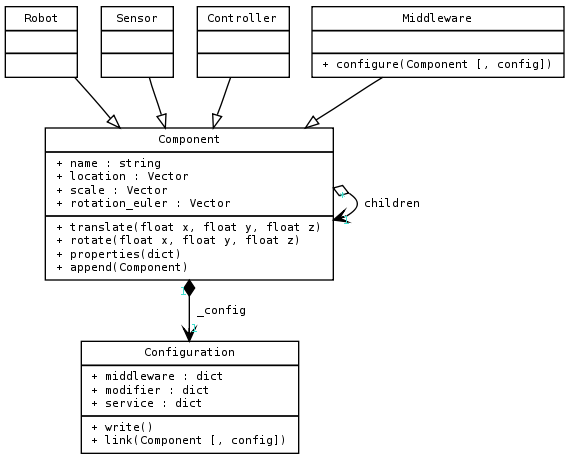 Robot
Sensor
Controller
Middleware
+ configure(Component [, config])
Component
+ name : string
+ location : Vector
+ scale : Vector
+ rotation_euler : Vector
+ translate(float x, float y, float z)
+ rotate(float x, float y, float z)
+ properties(dict)
+ append(Component)
children
_config
Configuration
+ middleware : dict
+ modifier : dict
+ service : dict
+ write()
+ link(Component [, config])